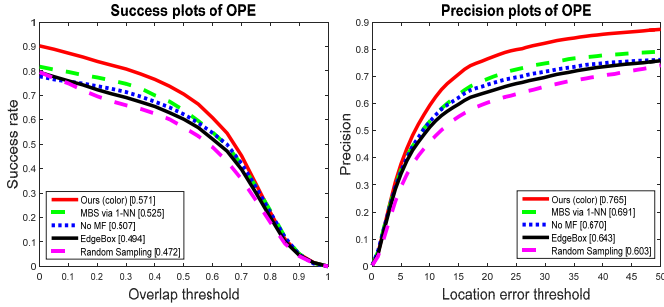 Success plots of OPE
Success rate
1
0.9
0.8
0.7
0.6
0.5
0.4
0.3
0.2
0.1
0
Ours (color) [0.571]
MBS via 1-NN [0.525]
No MF [0.507]
EdgeBox [0.494]
Random Sampling [0.472]
0 0.1 0.2 0.3 0.4 0.5 0.6 0.7 0.8 0.9 1
Overlap threshold
Precision plots of OPE
Precision
0.9
0.8
0.7
0.6
0.5
0.4
0.3
0.2
0.1
0
Ours (color) [0.765]
MBS via 1-NN [0.691]
No MF [0.670]
EdgeBox [0.643]
Random Sampling [0.603]
0 5 10 15 20 25 30 35 40 45 50
Location error threshold